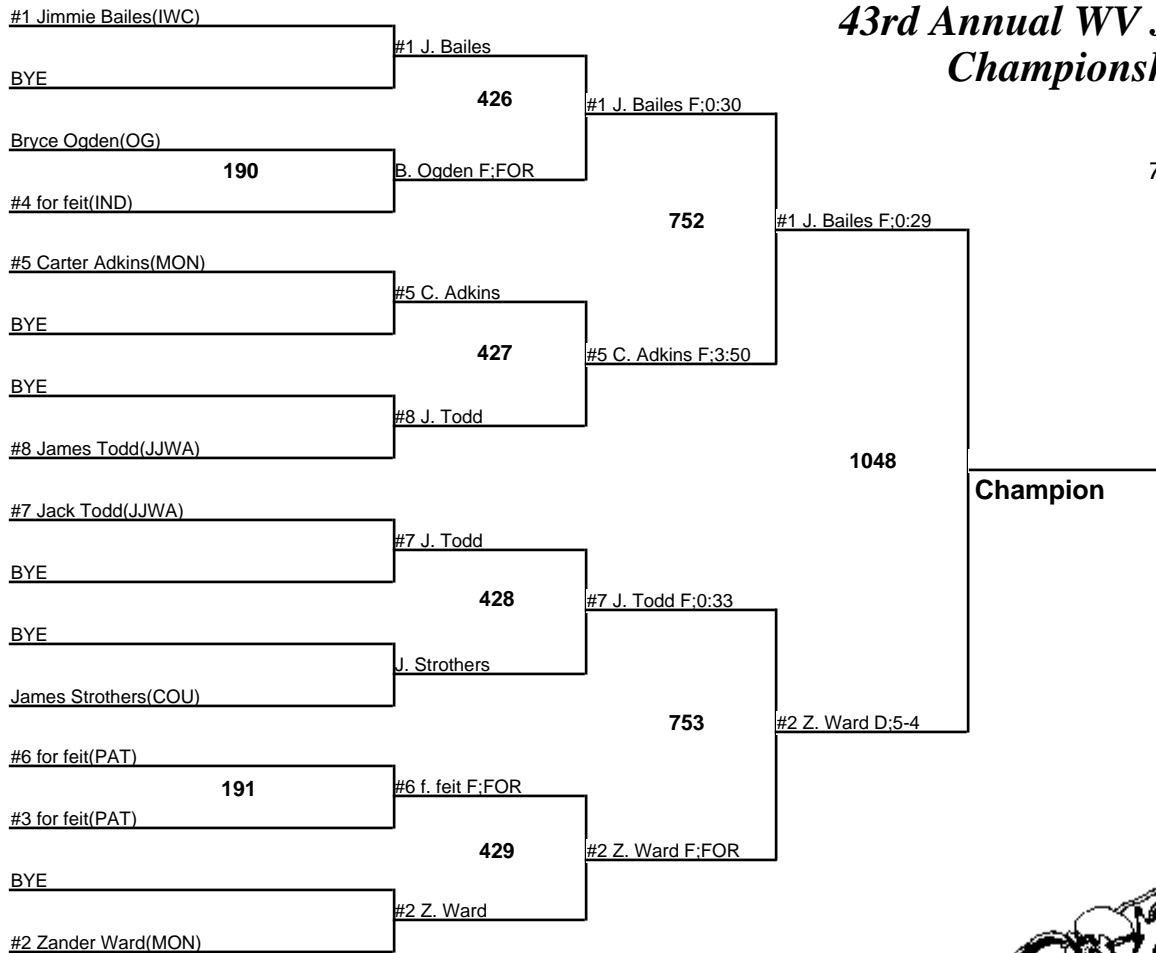 43rd Annual WV J
Championsh
7
#1 Jimmie Bailes(IWC)
BYE
Bryce Ogden(OG)
190
#4 for feit(IND)
#5 Carter Adkins(MON)
BYE
BYE
#8 James Todd(JJWA)
#7 Jack Todd(JJWA)
BYE
BYE
James Strothers(COU)
#6 for feit(PAT)
191
#3 for feit(PAT)
BYE
#2 Zander Ward(MON)
#1 J. Bailes
426
B. Ogden F;FOR
#5 C. Adkins
427
#8 J. Todd
#7 J. Todd
428
J. Strothers
#6 f. feit F;FOR
429
#2 Z. Ward
#1 J. Bailes F;0:30
752
#5 C. Adkins F;3:50
#7 J. Todd F;0:33
753
#2 Z. Ward F;FOR
#1 J. Bailes F;0:29
1048
#2 Z. Ward D;5-4
Champion